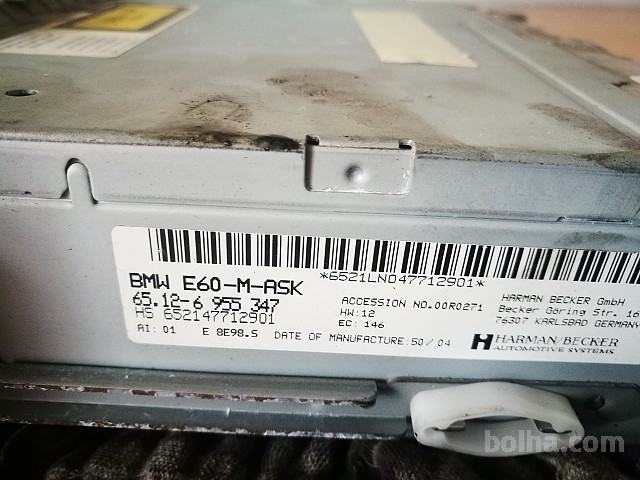 *6521LN047712901*
BMW E60-M-ASK
65.12-6 955 347
HS 652147712901
AI: 01 E 8E98.5 DATE OF MANUFACTURE: 50/04
ACCESSION NO.00R0271
HW: 12
EC: 146
HARMAN BECKER GmbH
Becker Göring Str. 16
76307 KARLSBAD GERMANY
HARMAN/BECKER
AUTOMOTIVE SYSTEMS
bolha.com